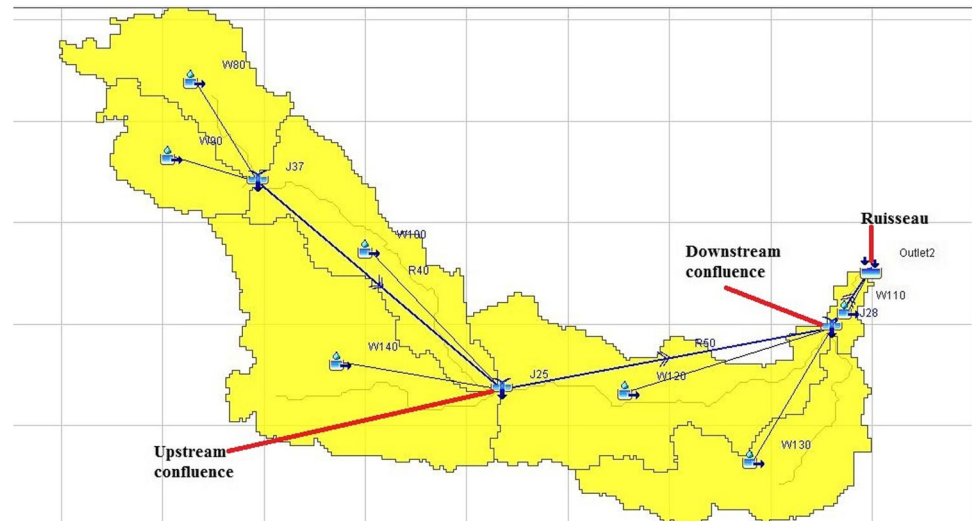 W80
W90
J37
W100
R40
Ruisseau
Downstream
confluence
Outlet2
W110
J28
R50
W140
J25
W120
Upstream
confluence
W130